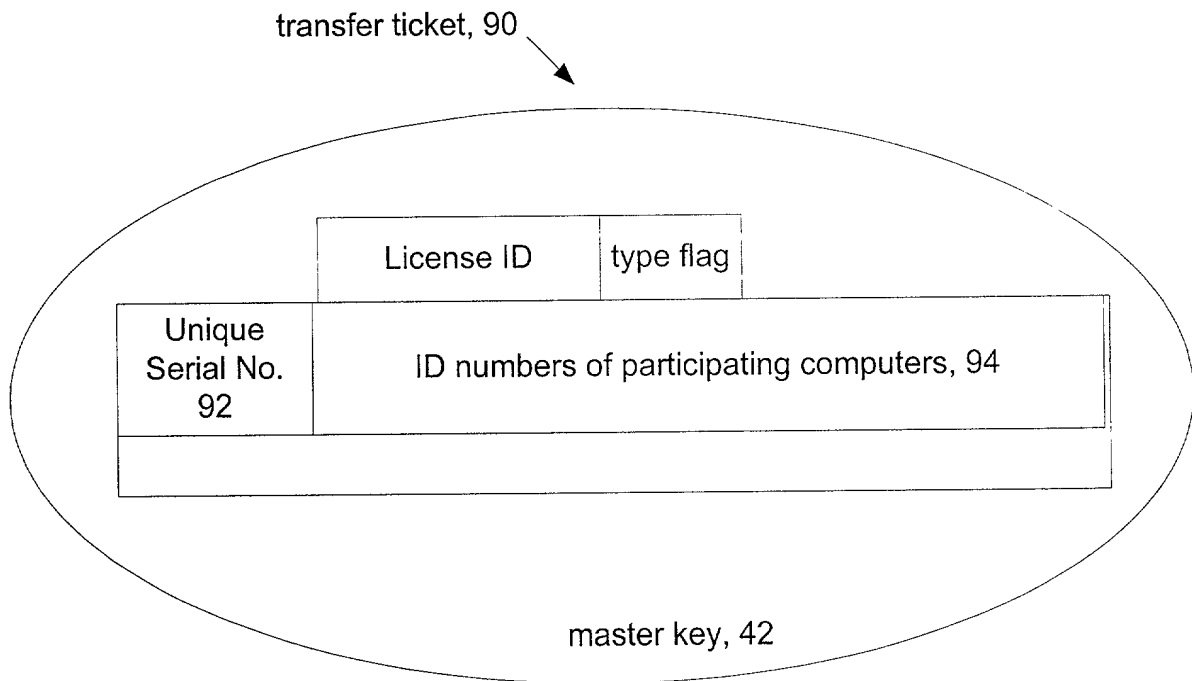 transfer ticket, 90
License ID
type flag
Unique
Serial No.
92
ID numbers of participating computers, 94
master key, 42